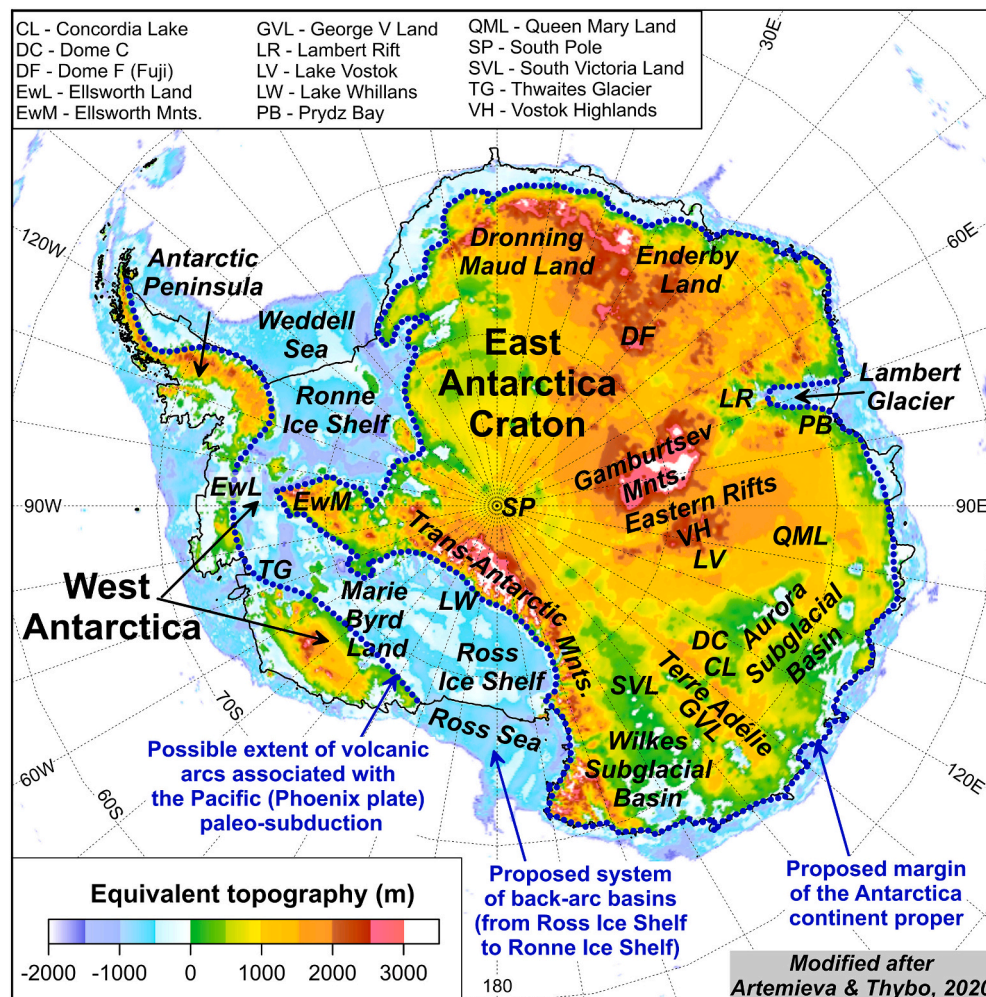 CL - Concordia Lake
DC - Dome C
DF - Dome F (Fuji)
EwL - Ellsworth Land
EwM - Ellsworth Mnts.
GVL - George V Land
LR - Lambert Rift
LV - Lake Vostok
LW - Lake Whillans
PB - Prydz Bay
QML - Queen Mary Land
SP - South Pole
SVL - South Victoria Land
TG - Thwaites Glacier
VH - Vostok Highlands
30E
60E
120W
Antarctic
Peninsula
Weddell
Sea
Dronning
Maud Land
Enderby
Land
DF
East
Antarctica
Craton
Ronne
Ice Shelf
LR
Lambert
Glacier
PB
Gamburtsev
Mnts.
90W
EwL
EwM
SP
Eastern Rifts
VH
LV
QML
90E
West
Antarctica
TG
Marie
Byrd
Land
LW
Trans-Antarctic Mnts
Ross
Ice Shelf
Ross Sea
DC
CL
Aurora
Subglacial
Basin
SVL
Terre Adélie
GVL
Wilkes
Subglacial
Basin
70S
60S
60W
120E
180
Possible extent of volcanic
arcs associated with
the Pacific (Phoenix plate)
paleo-subduction
Proposed system
of back-arc basins
(from Ross Ice Shelf
to Ronne Ice Shelf)
Proposed margin
of the Antarctica
continent proper
Equivalent topography (m)
-2000 -1000 0 1000 2000 3000
Modified after
Artemieva & Thybo, 2020